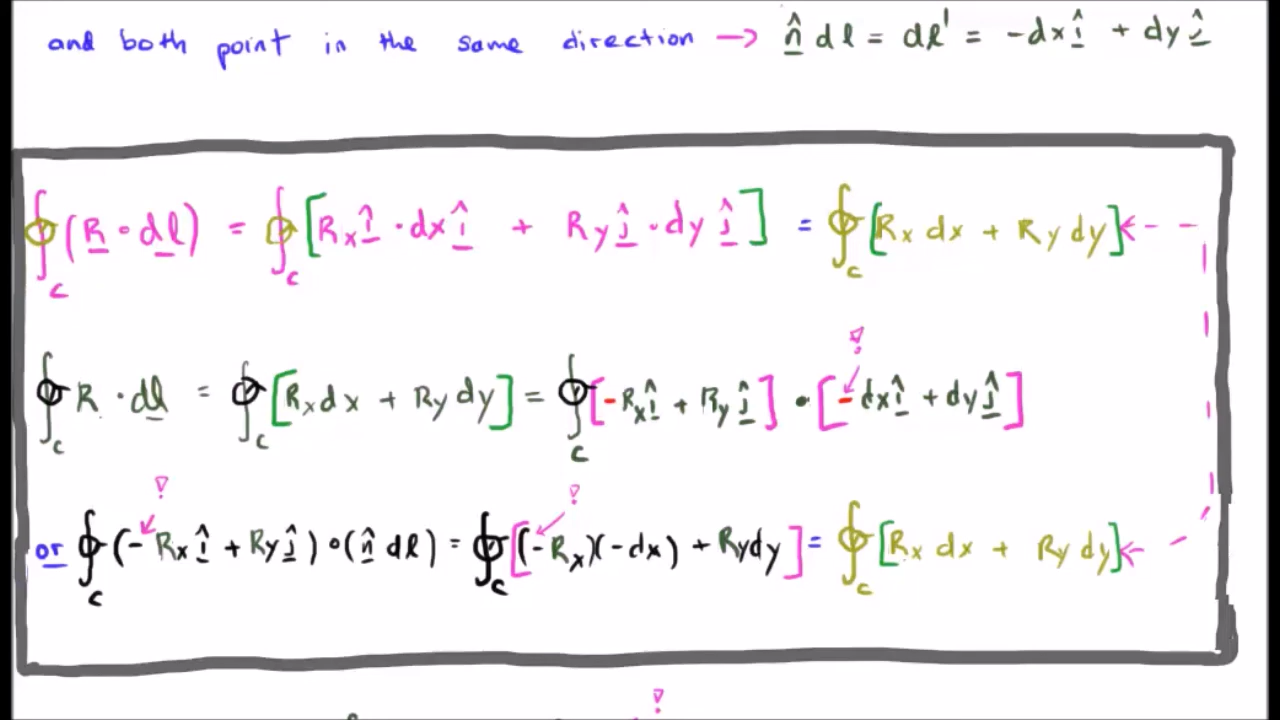 and both point in the same direction → n̂ dl = dl' = -dx î + dy ĵ
∮c (R · dl) = ∮c [Rx î · dx î + Ry ĵ · dy ĵ] = ∮c [Rx dx + Ry dy] ←
!
∮c R · dl = ∮c [Rx dx + Ry dy] = ∮c [-Rx î + Ry ĵ] · [-dx î + dy ĵ]
! !
or ∮c (-Rx î + Ry ĵ) · (n̂ dl) = ∮c [(-Rx)(-dx) + Ry dy] = ∮c [Rx dx + Ry dy] ←
!